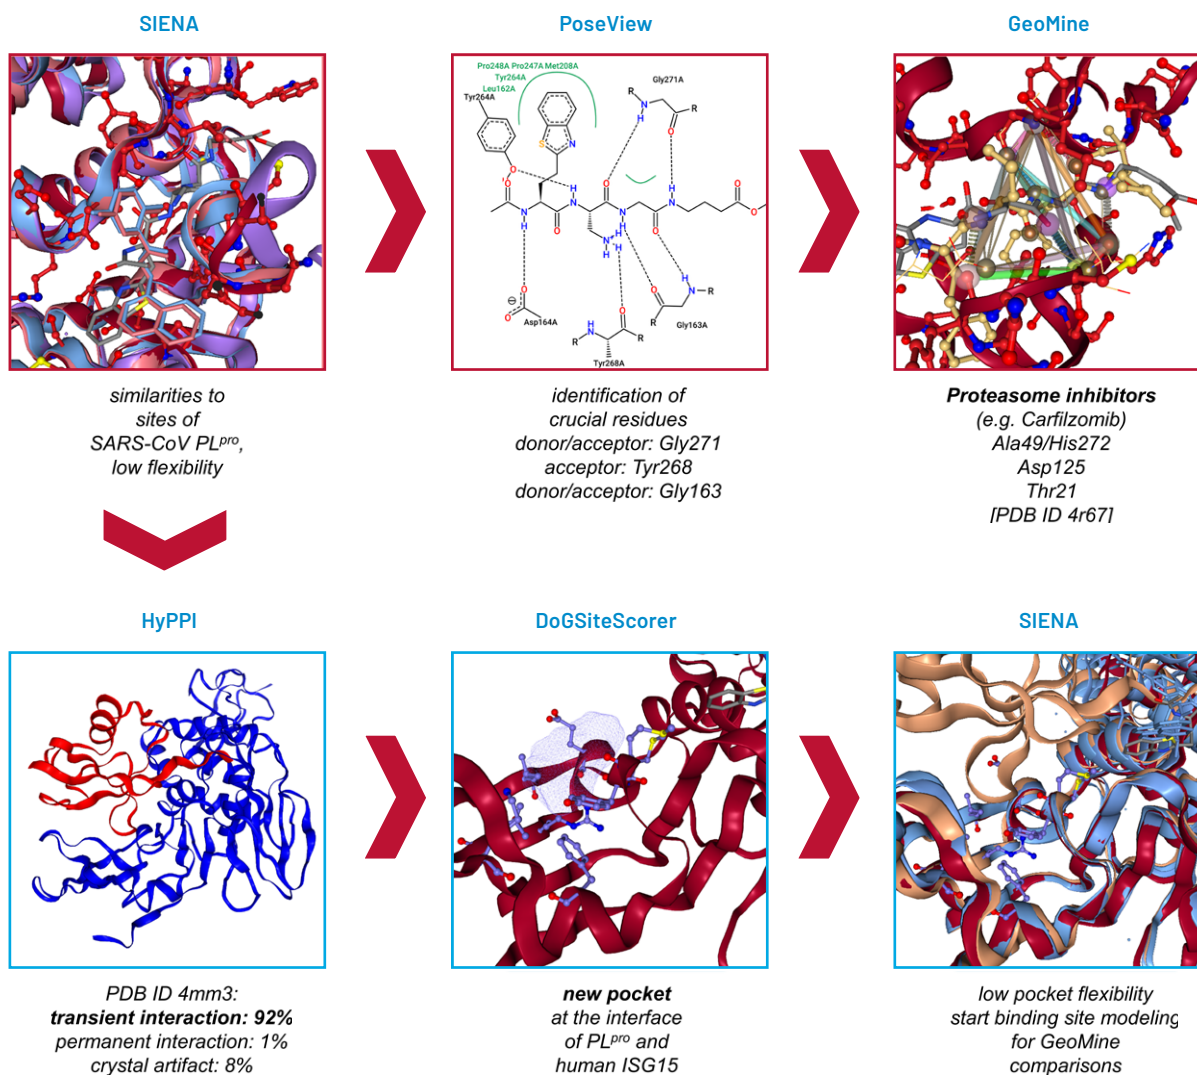 SIENA
PoseView
GeoMine
Pro248A Pro247A Met208A
Tyr264A
Leu162A
Tyr264A
Gly271A
R
N
H
R
O
S
N
O
O
H
N
O
H
N
N
H
O
N
H
O
O
O
N
H
H
H
O
O
Asp164A
H
N
R
O
R
Tyr268A
O
R
H
N
R
Gly163A
similarities to
sites of
SARS-CoV PLpro,
low flexibility
identification of
crucial residues
donor/acceptor: Gly271
acceptor: Tyr268
donor/acceptor: Gly163
Proteasome inhibitors
(e.g. Carfilzomib)
Ala49/His272
Asp125
Thr21
[PDB ID 4r67]
HyPPI
DoGSiteScorer
SIENA
PDB ID 4mm3:
transient interaction: 92%
permanent interaction: 1%
crystal artifact: 8%
new pocket
at the interface
of PLpro and
human ISG15
low pocket flexibility
start binding site modeling
for GeoMine
comparisons